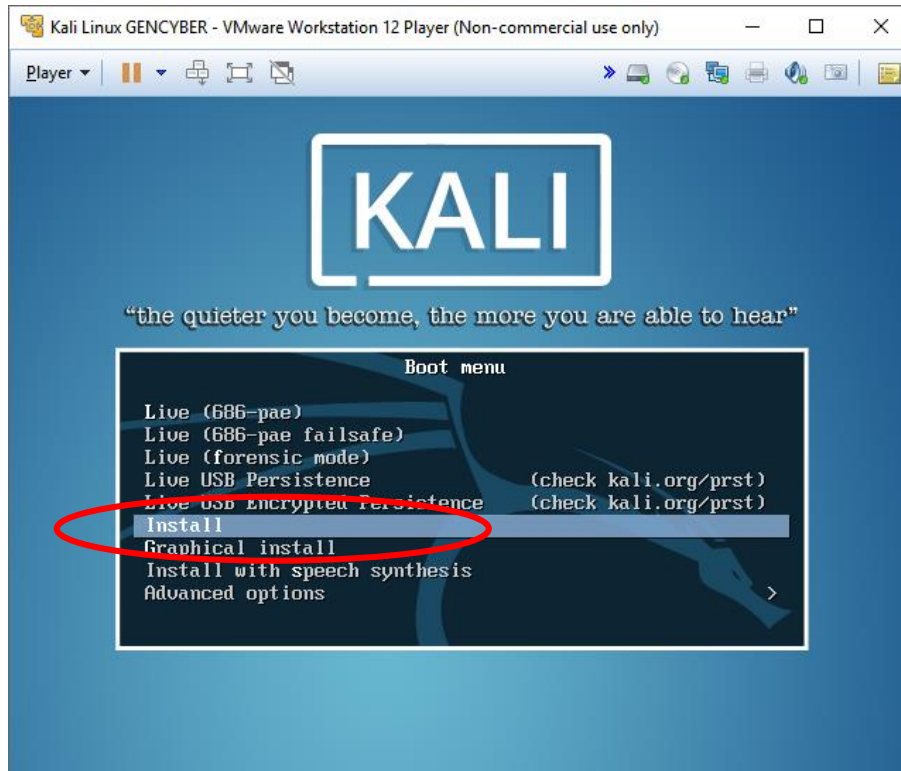 Kali Linux GENCYBER - VMware Workstation 12 Player (Non-commercial use only)
Player
KALI
“the quieter you become, the more you are able to hear”
Boot menu
Live (686-pae)
Live (686-pae failsafe)
Live (forensic mode)
Live USB Persistence (check kali.org/prst)
Live USB Encrypted Persistence (check kali.org/prst)
Install
Graphical install
Install with speech synthesis
Advanced options >